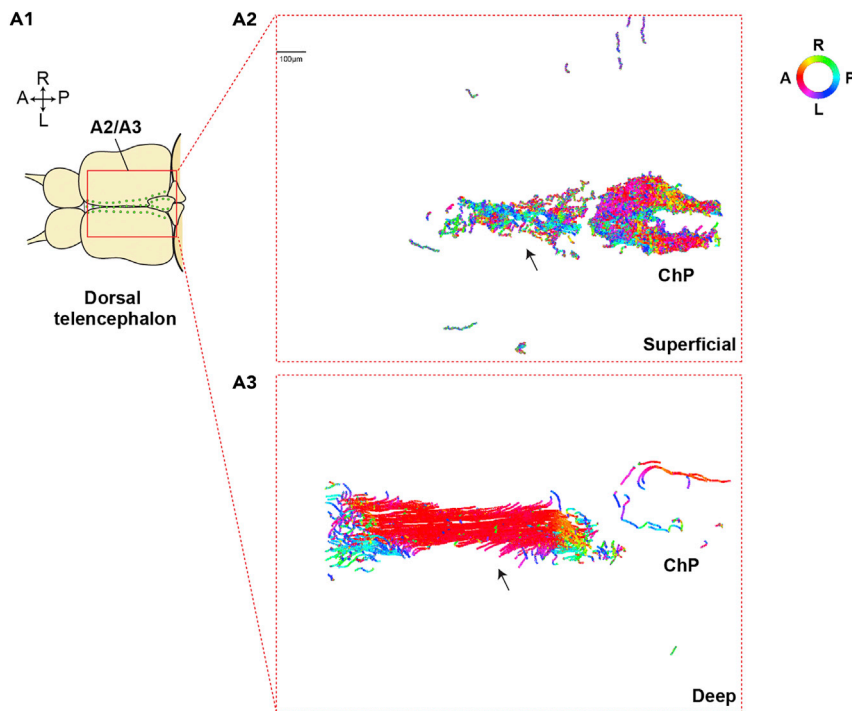 A1
A2
R
A P
L
A2/A3
Dorsal
telencephalon
100µm
ChP
Superficial
R
A P
L
A3
ChP
Deep